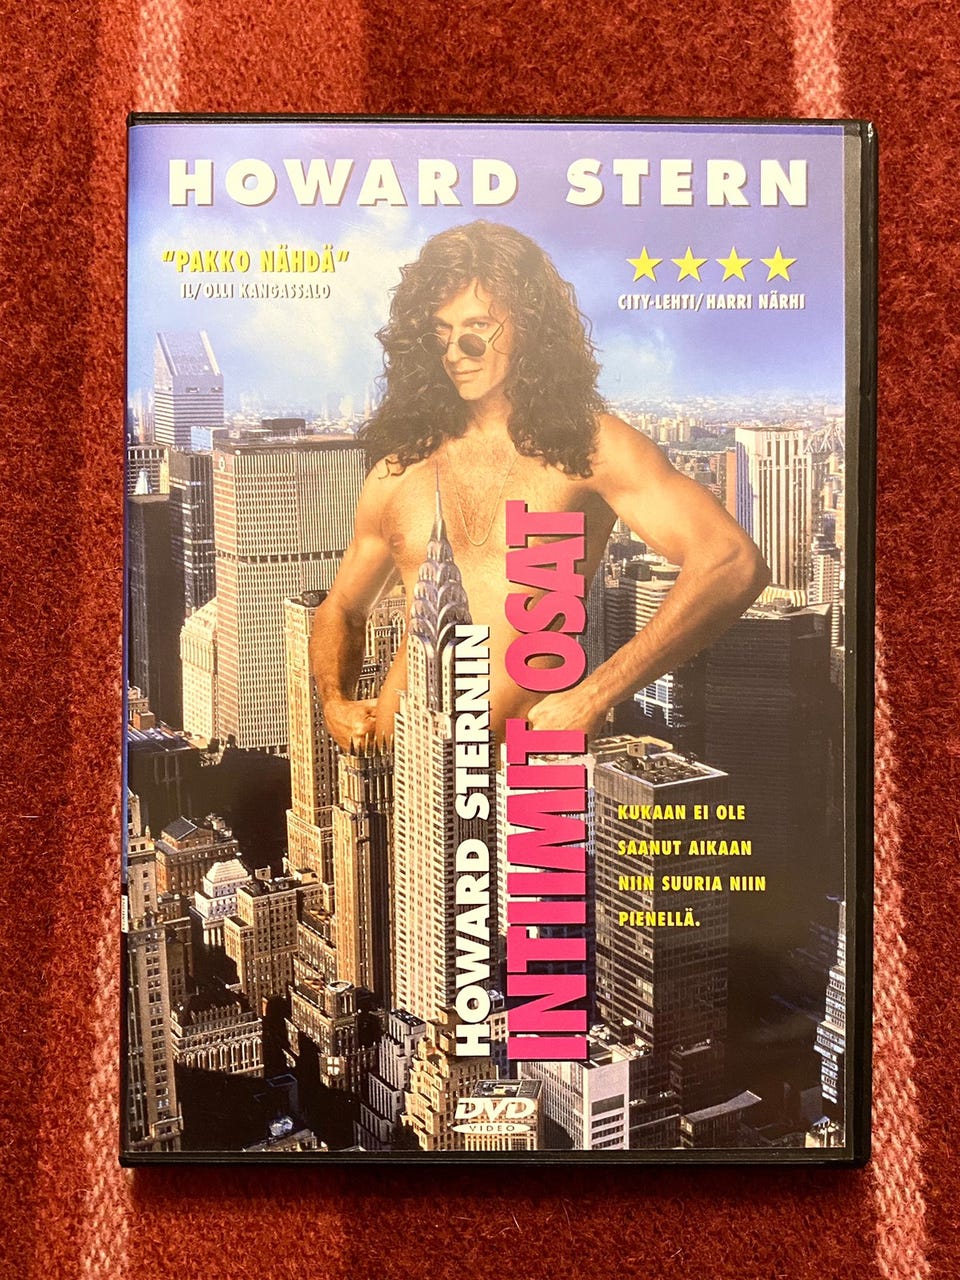 HOWARD STERN
"PAKKO NÄHDÄ"
IL/OLLI KANGASSALO
CITY-LEHTI/HARRI NÄRHI
HOWARD STERNIN
INTIIMIT OSAT
KUKAAN EI OLE
SAANUT AIKAAN
NIIN SUURIA NIIN
PIENELLÄ.
DVD
VIDEO